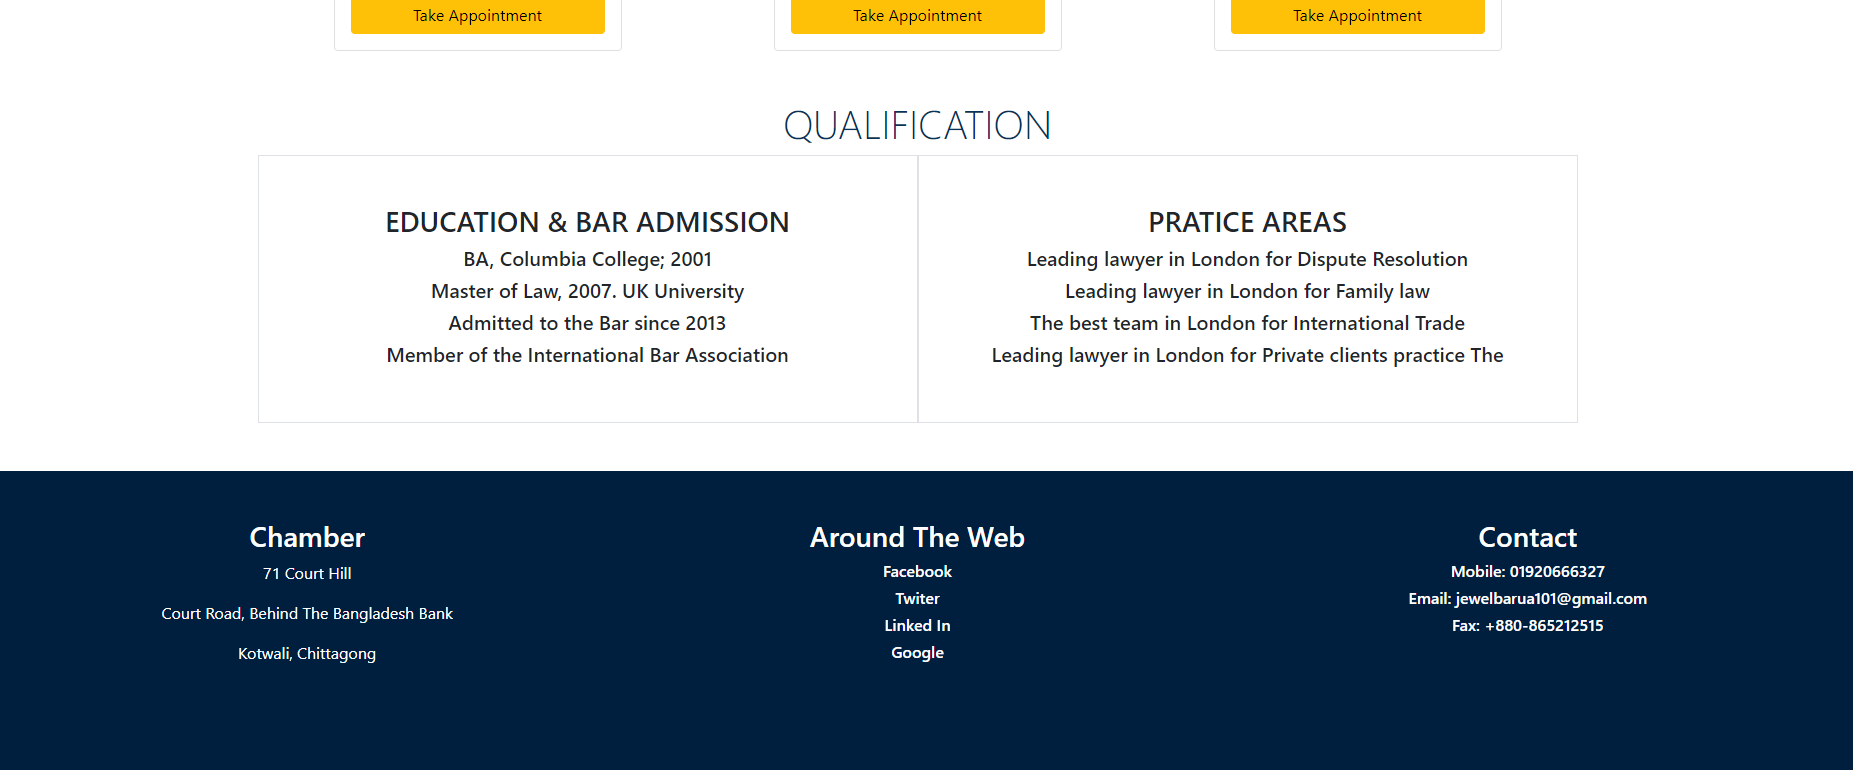 Take Appointment
Take Appointment
Take Appointment
QUALIFICATION
EDUCATION & BAR ADMISSION
BA, Columbia College; 2001
Master of Law, 2007. UK University
Admitted to the Bar since 2013
Member of the International Bar Association
PRATICE AREAS
Leading lawyer in London for Dispute Resolution
Leading lawyer in London for Family law
The best team in London for International Trade
Leading lawyer in London for Private clients practice The
Chamber
71 Court Hill
Court Road, Behind The Bangladesh Bank
Kotwali, Chittagong
Around The Web
Facebook
Twiter
Linked In
Google
Contact
Mobile: 01920666327
Email: jewelbarua101@gmail.com
Fax: +880-865212515